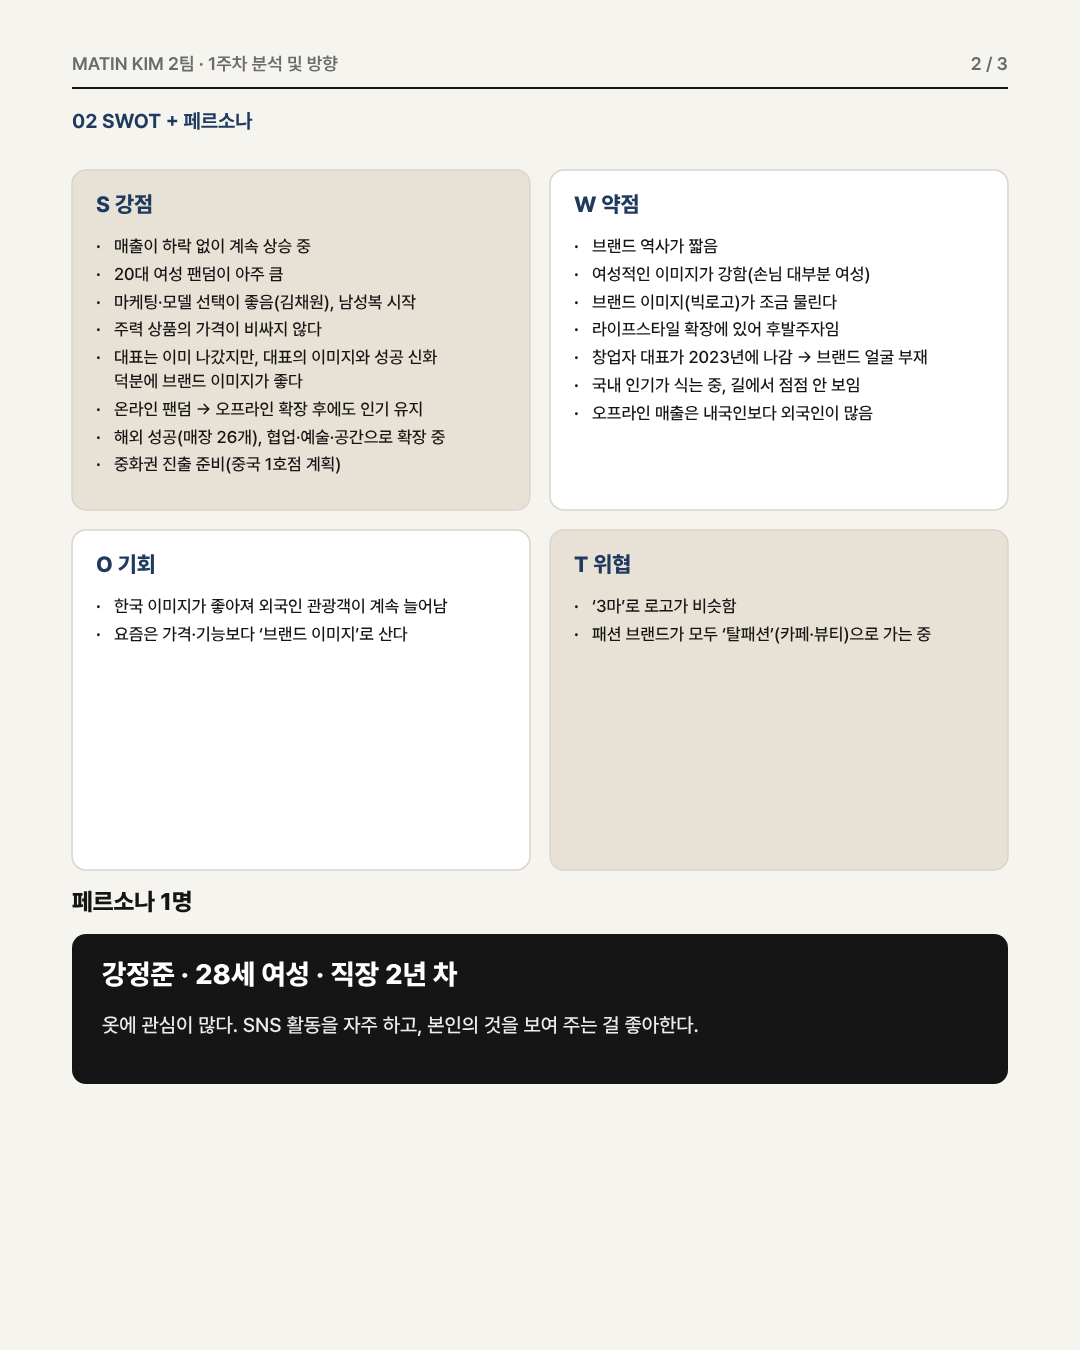 MATIN KIM 2팀 · 1주차 분석 및 방향
2 / 3
02 SWOT + 페르소나
S 강점
· 매출이 하락 없이 계속 상승 중
· 20대 여성 팬덤이 아주 큼
· 마케팅·모델 선택이 좋음(김채원), 남성복 시작
· 주력 상품의 가격이 비싸지 않다
· 대표는 이미 나갔지만, 대표의 이미지와 성공 신화
덕분에 브랜드 이미지가 좋다
· 온라인 팬덤 → 오프라인 확장 후에도 인기 유지
· 해외 성공(매장 26개), 협업·예술·공간으로 확장 중
· 중화권 진출 준비(중국 1호점 계획)
W 약점
· 브랜드 역사가 짧음
· 여성적인 이미지가 강함(손님 대부분 여성)
· 브랜드 이미지(빅로고)가 조금 물린다
· 라이프스타일 확장에 있어 후발주자임
· 창업자 대표가 2023년에 나감 → 브랜드 얼굴 부재
· 국내 인기가 식는 중, 길에서 점점 안 보임
· 오프라인 매출은 내국인보다 외국인이 많음
O 기회
· 한국 이미지가 좋아져 외국인 관광객이 계속 늘어남
· 요즘은 가격·기능보다 ‘브랜드 이미지’로 산다
T 위협
· ‘3마’로 로고가 비슷함
· 패션 브랜드가 모두 ‘탈패션’(카페·뷰티)으로 가는 중
페르소나 1명
강정준 · 28세 여성 · 직장 2년 차
옷에 관심이 많다. SNS 활동을 자주 하고, 본인의 것을 보여 주는 걸 좋아한다.